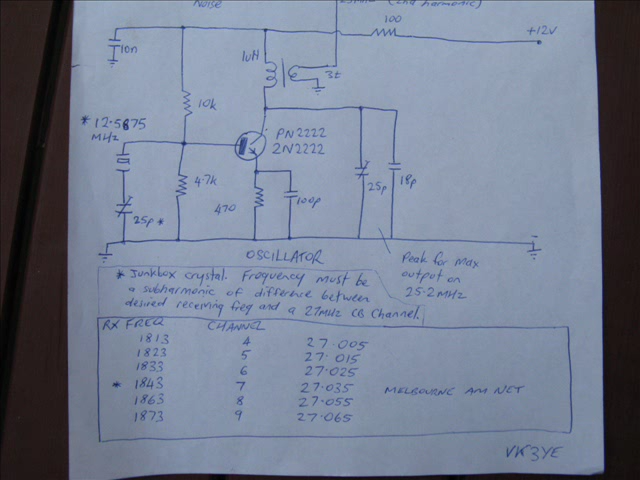 Noise
(2nd harmonic)
100
+12V
10n
1uH
3t
10k
* 12.5875
MHz
PN2222
2N2222
4.7k
470
100p
25p
18p
25p *
OSCILLATOR
Peak for max
output on
25.2MHz
* Junkbox crystal. Frequency must be
a subharmonic of difference between
desired receiving freq and a 27MHz CB Channel.
RX FREQ CHANNEL
1813 4 27.005
1823 5 27.015
1833 6 27.025
* 1843 7 27.035 MELBOURNE AM NET
1863 8 27.055
1873 9 27.065
VK3YE